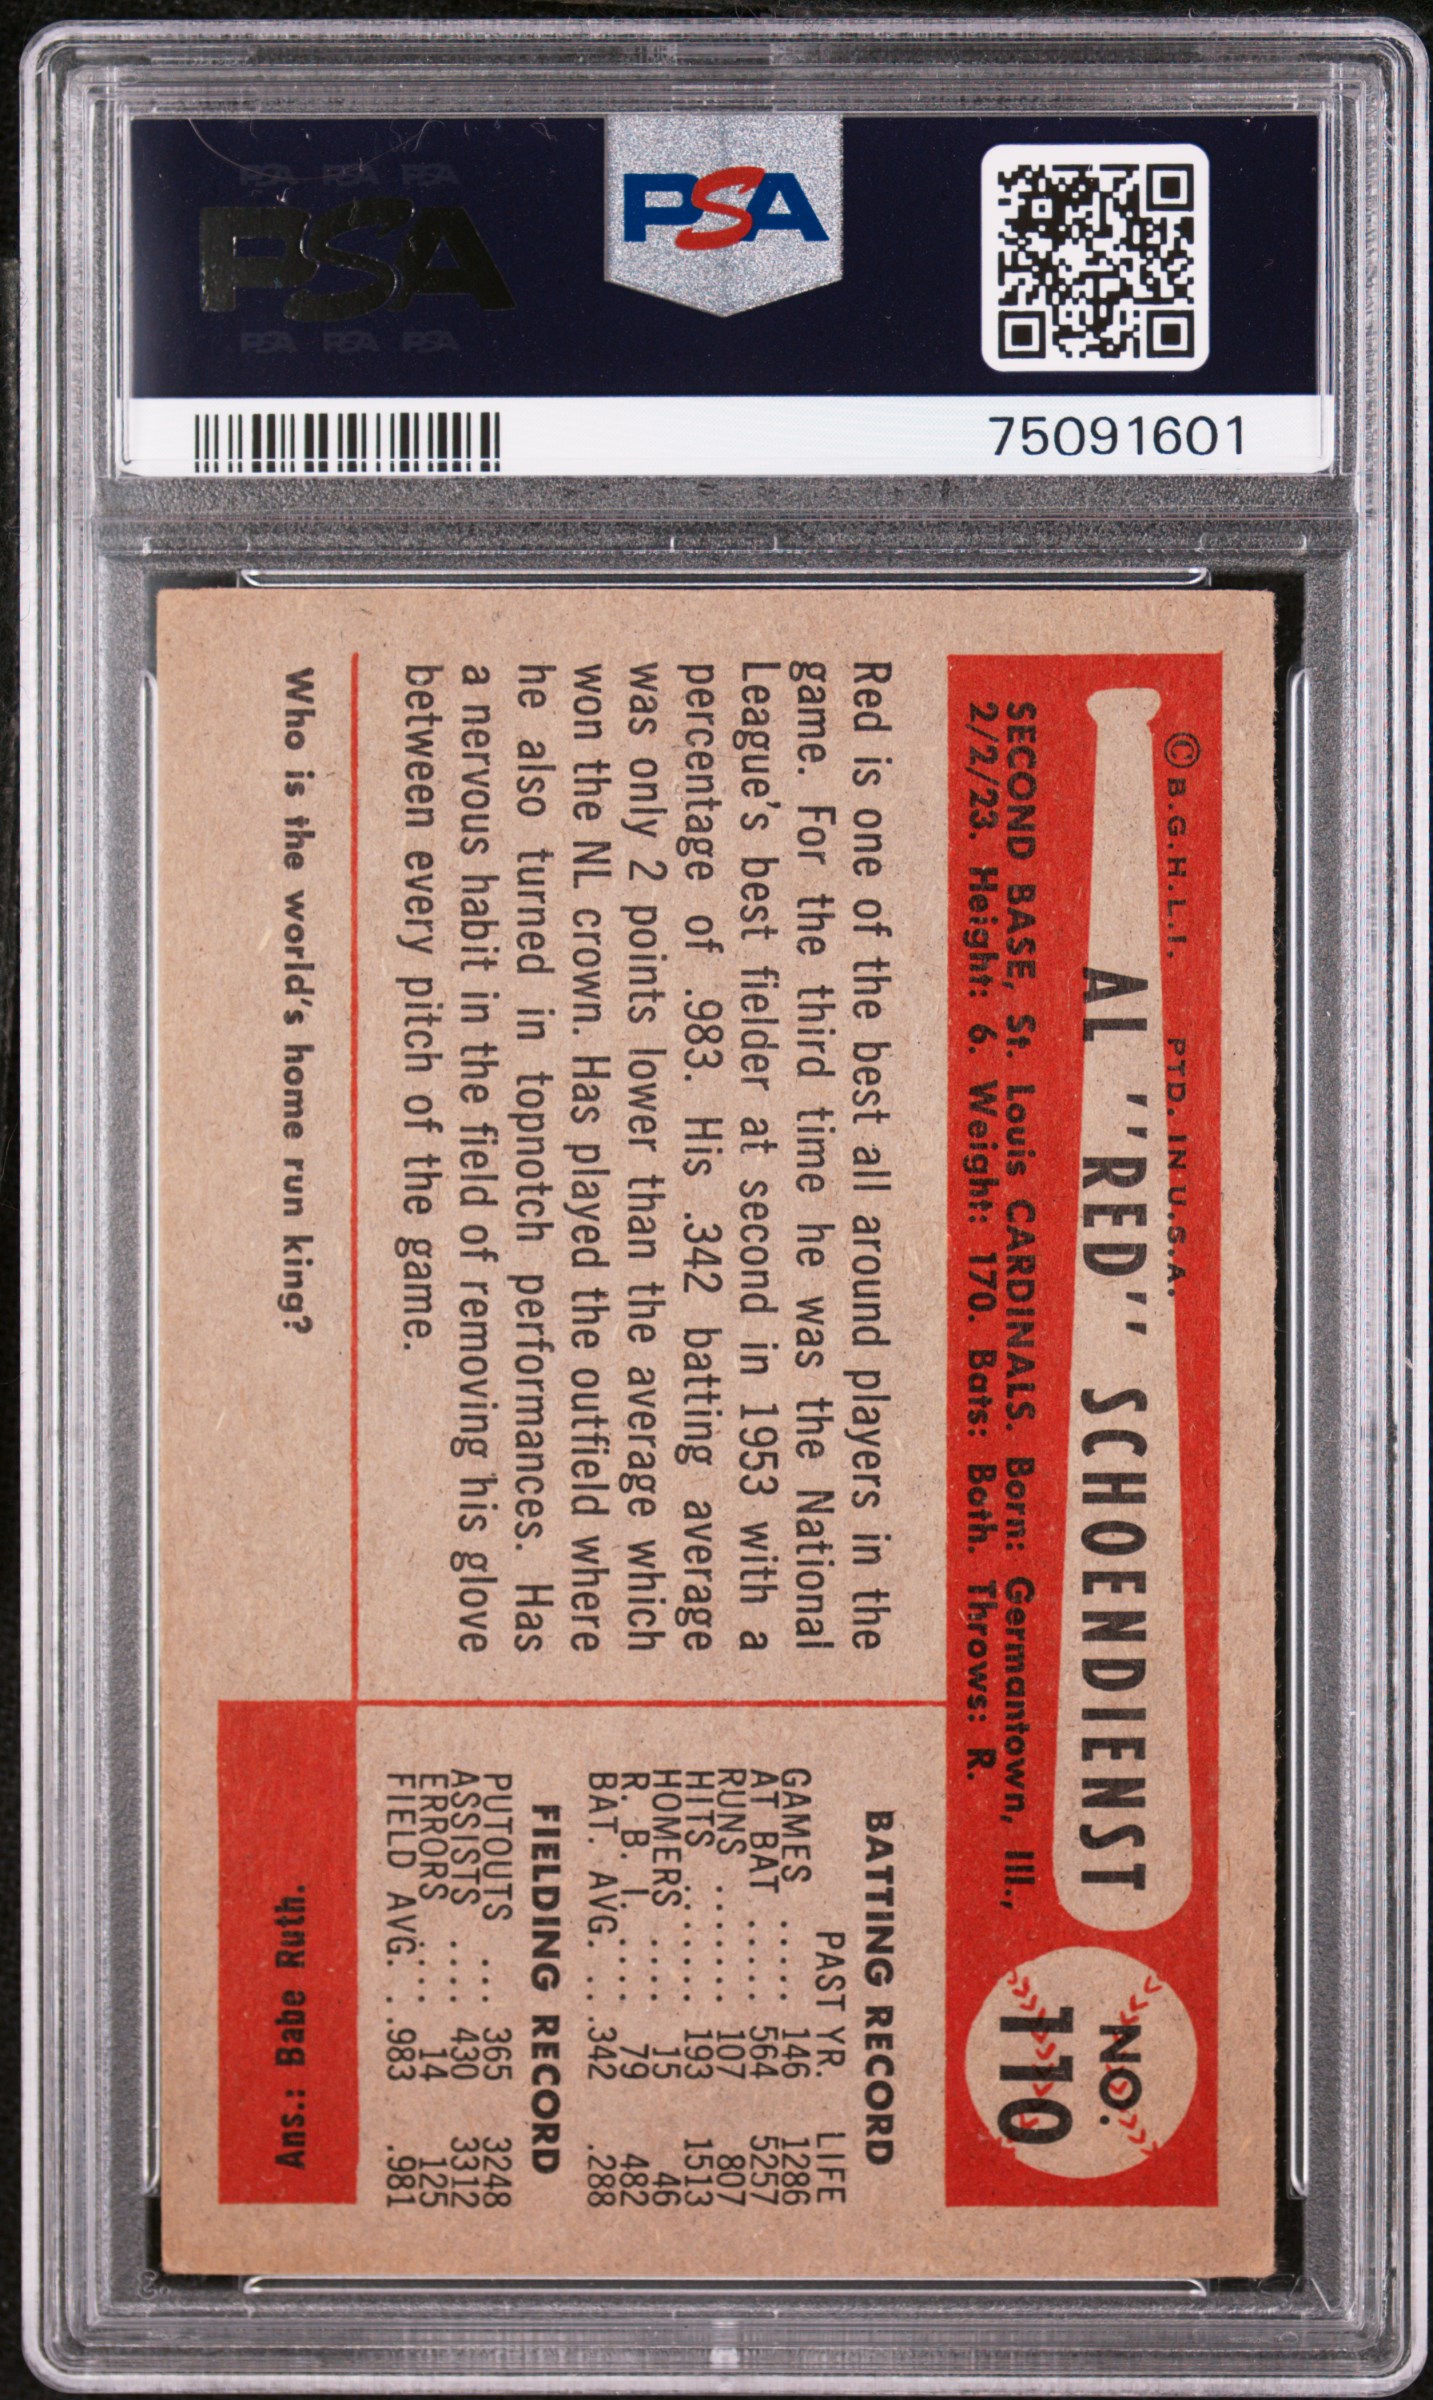 PSA PSA PSA
PSA
PSA PSA PSA
PSA
75091601
© B.G.H.L.I. PTD. IN U.S.A.
AL "RED" SCHOENDIENST
NO.
110
SECOND BASE, St. Louis CARDINALS. Born: Germantown, Ill.,
2/2/23. Height: 6. Weight: 170. Bats: Both. Throws: R.
Red is one of the best all around players in the
game. For the third time he was the National
League's best fielder at second in 1953 with a
percentage of .983. His .342 batting average
was only 2 points lower than the average which
won the NL crown. Has played the outfield where
he also turned in topnotch performances. Has
a nervous habit in the field of removing his glove
between every pitch of the game.
BATTING RECORD
PAST YR. LIFE
GAMES ..... 146 1286
AT BAT ..... 564 5257
RUNS ....... 107 807
HITS ....... 193 1513
HOMERS .... 15 46
R. B. I. .... 79 482
BAT. AVG. . .342 .288
FIELDING RECORD
PUTOUTS ... 365 3248
ASSISTS .... 430 3312
ERRORS .... 14 125
FIELD AVG. . .983 .981
Who is the world's home run king?
Ans.: Babe Ruth.